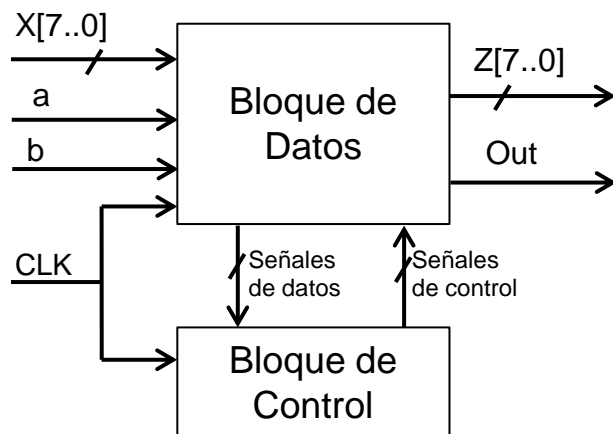 X[7..0]
a
b
CLK
Bloque de
Datos
Z[7..0]
Out
Señales
de datos
Señales
de control
Bloque de
Control